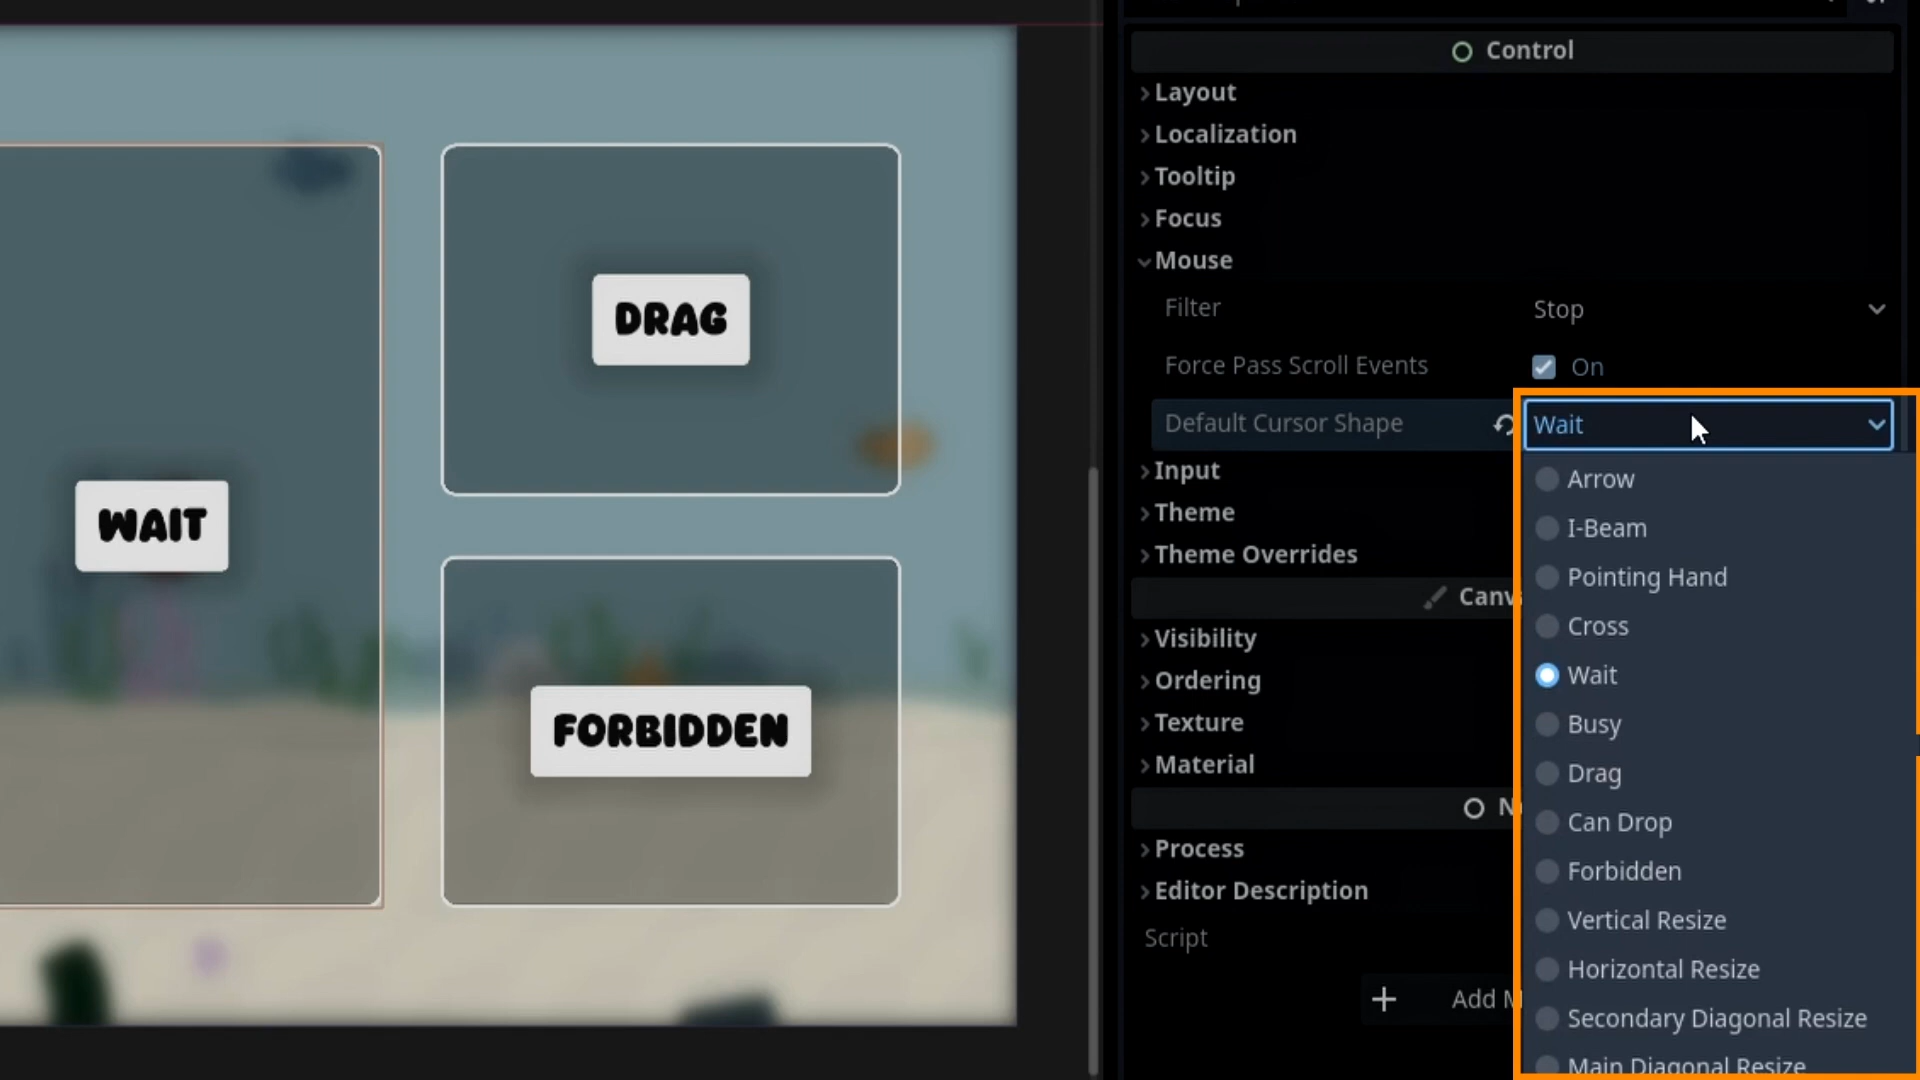 WAIT
DRAG
FORBIDDEN
Control
Layout
Localization
Tooltip
Focus
Mouse
Filter
Stop
Force Pass Scroll Events
On
Default Cursor Shape
Wait
Input
Theme
Theme Overrides
Canv
Visibility
Ordering
Texture
Material
N
Process
Editor Description
Script
Add M
Arrow
I-Beam
Pointing Hand
Cross
Wait
Busy
Drag
Can Drop
Forbidden
Vertical Resize
Horizontal Resize
Secondary Diagonal Resize
Main Diagonal Resize